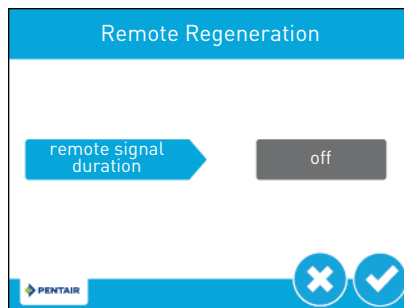 Remote Regeneration
remote signal
duration
off
PENTAIR